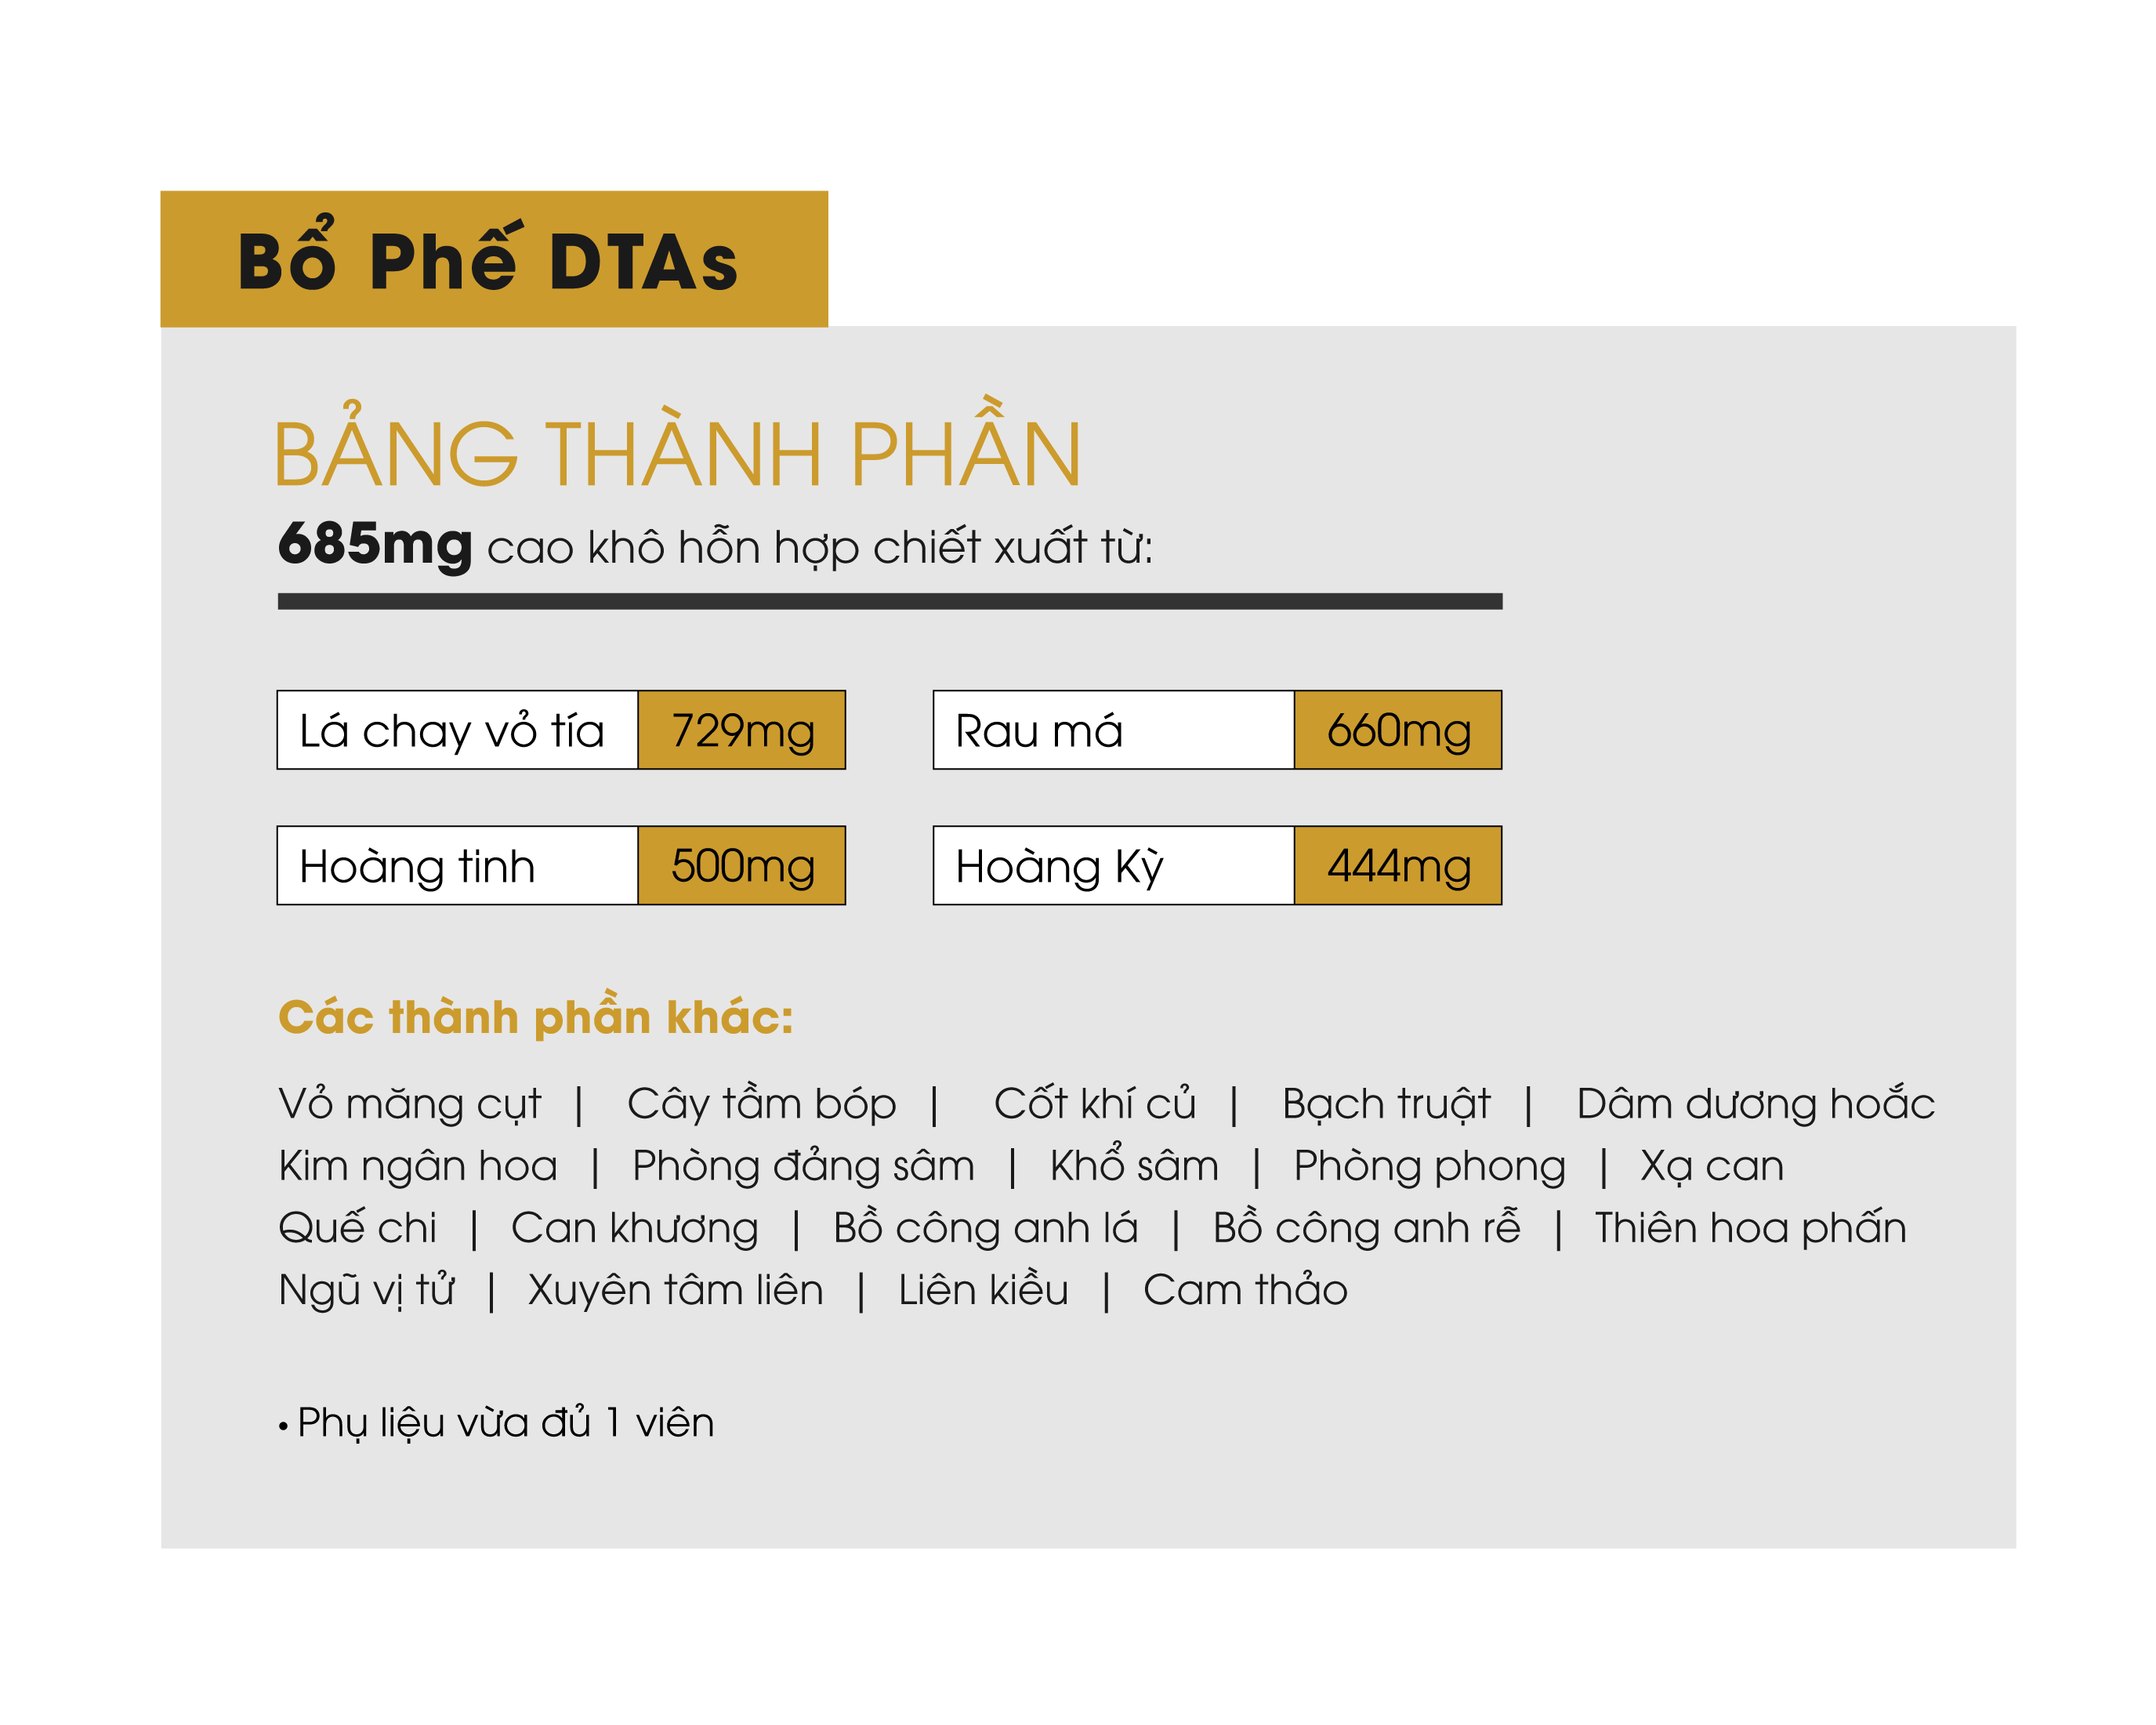 Bổ Phế DTAs
BẢNG THÀNH PHẦN
685mg cao khô hỗn hợp chiết xuất từ:
Lá chay vỏ tía 729mg
Rau má 660mg
Hoàng tinh 500mg
Hoàng Kỳ 444mg
Các thành phần khác:
Vỏ măng cụt | Cây tầm bóp | Cốt khí củ | Bạch trượt | Dâm dương hoắc
Kim ngân hoa | Phòng đảng sâm | Khổ sâm | Phòng phong | Xạ can
Quế chi | Can khương | Bồ công anh lá | Bồ công anh rễ | Thiên hoa phấn
Ngũ vị tử | Xuyên tâm liên | Liên kiều | Cam thảo
• Phụ liệu vừa đủ 1 viên